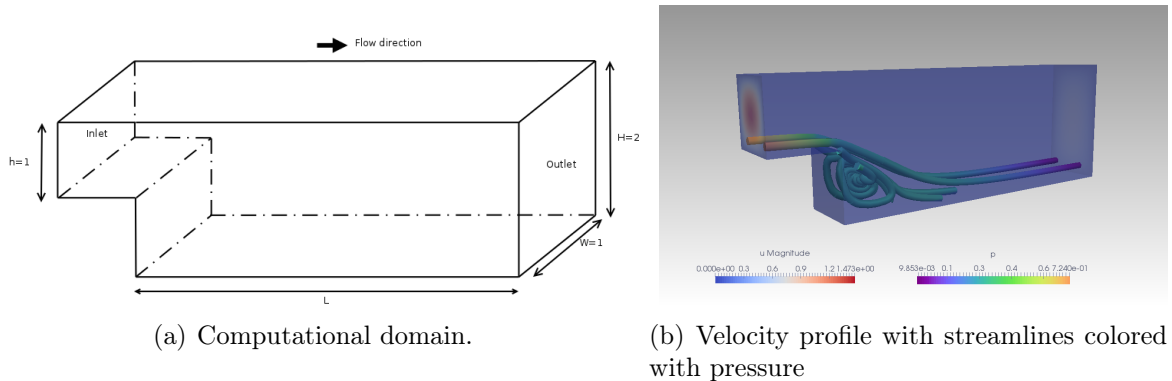 Flow direction
Inlet
h=1
H=2
Outlet
W=1
L
(a) Computational domain.
u Magnitude
0.000e+00 0.3 0.6 0.9 1.2 1.473e+00
p
9.853e-03 0.1 0.3 0.4 0.6 7.240e-01
(b) Velocity profile with streamlines colored
with pressure